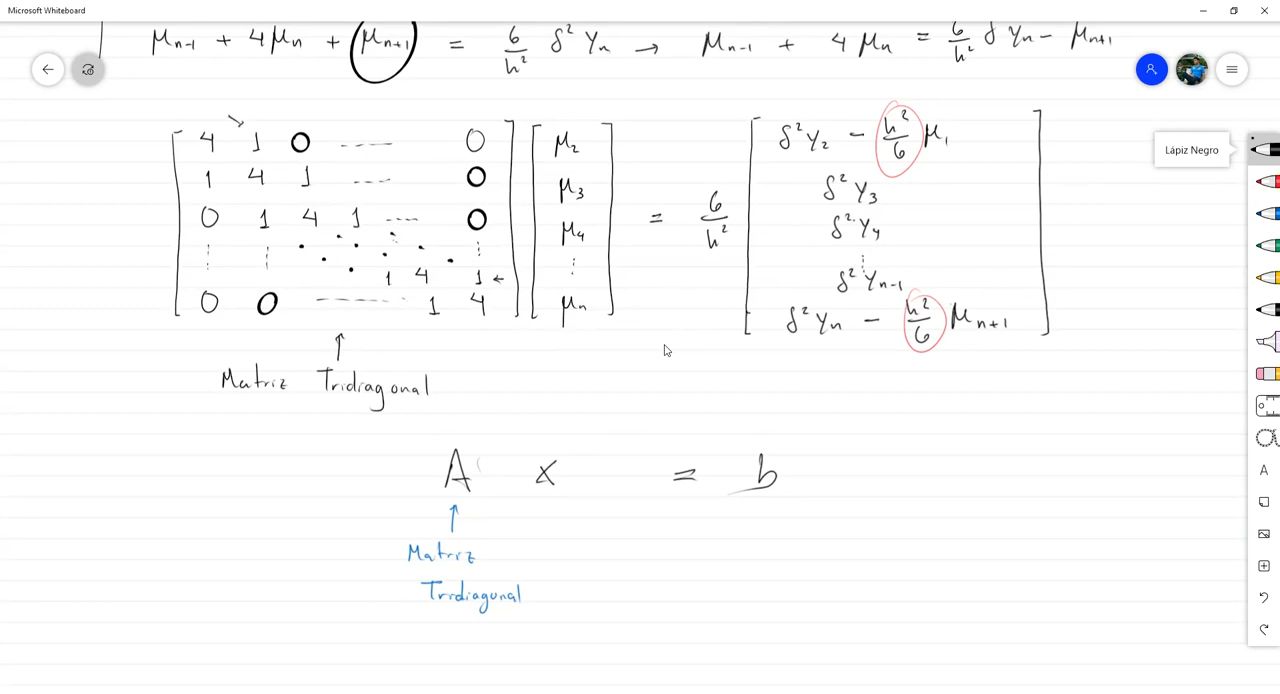 Microsoft Whiteboard
μn-1 + 4μn + μn+1 = 6/h² δ²yn → μn-1 + 4μn = 6/h² δyn - μn+1
Lápiz Negro
[4 1 0 ---- 0] [μ2] [δ²y2 - h²/6 μ1]
[1 4 1 ---- 0] [μ3] [δ²y3]
[0 1 4 1 ---- 0] [μ4] = 6/h² [δ²y4]
[⋮ ⋮ ⋱ 1 4 1] ← [⋮] [⋮ δ²yn-1]
[0 0 ---- 1 4] [μn] [δ²yn - h²/6 μn+1]
Matriz Tridiagonal
A x = b
Matriz
Tridiagonal
A